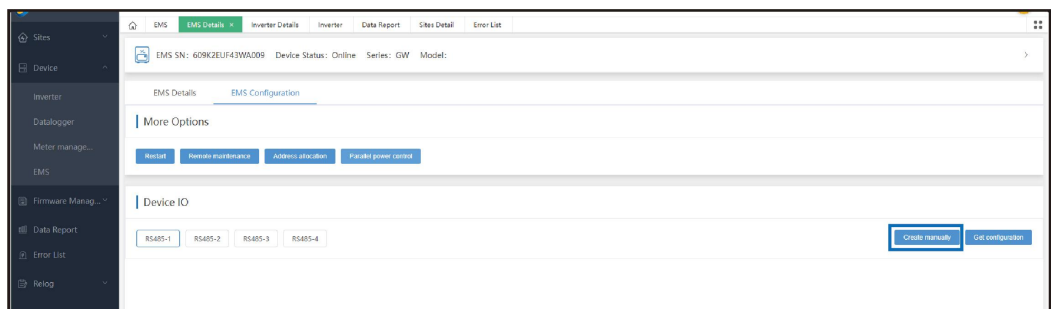 EMS EMS Details × Inverter Details Inverter Data Report Sites Detail Error List
Sites
Device
Inverter
Datalogger
Meter manage...
EMS
Firmware Manag...
Data Report
Error List
Relog
EMS SN: 609K2EUF43WA009 Device Status: Online Series: GW Model:
EMS Details EMS Configuration
More Options
Restart Remote maintenance Address allocation Parallel power control
Device IO
RS485-1 RS485-2 RS485-3 RS485-4 Create manually Get configuration